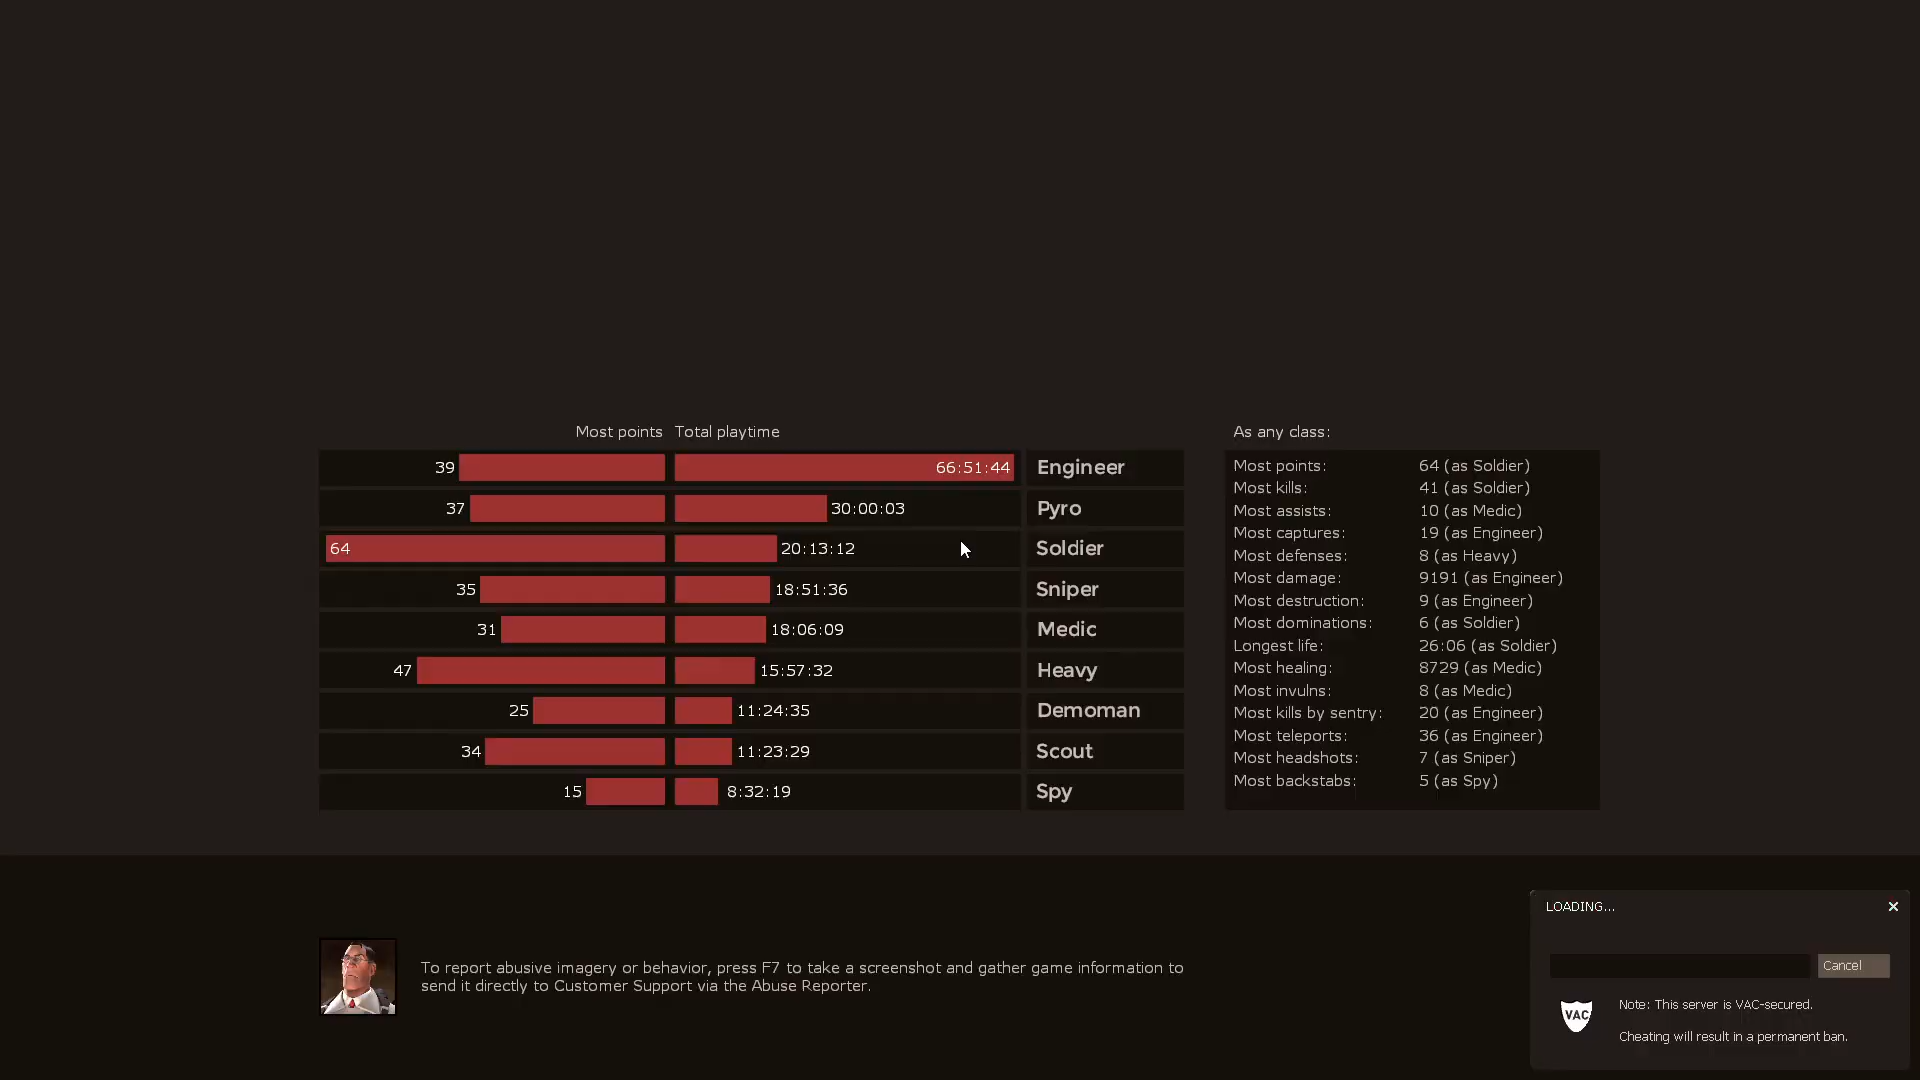 Most points Total playtime
39 66:51:44 Engineer
37 30:00:03 Pyro
64 20:13:12 Soldier
35 18:51:36 Sniper
31 18:06:09 Medic
47 15:57:32 Heavy
25 11:24:35 Demoman
34 11:23:29 Scout
15 8:32:19 Spy
As any class:
Most points: 64 (as Soldier)
Most kills: 41 (as Soldier)
Most assists: 10 (as Medic)
Most captures: 19 (as Engineer)
Most defenses: 8 (as Heavy)
Most damage: 9191 (as Engineer)
Most destruction: 9 (as Engineer)
Most dominations: 6 (as Soldier)
Longest life: 26:06 (as Soldier)
Most healing: 8729 (as Medic)
Most invulns: 8 (as Medic)
Most kills by sentry: 20 (as Engineer)
Most teleports: 36 (as Engineer)
Most headshots: 7 (as Sniper)
Most backstabs: 5 (as Spy)
To report abusive imagery or behavior, press F7 to take a screenshot and gather game information to
send it directly to Customer Support via the Abuse Reporter.
LOADING...
Cancel
VAC
Note: This server is VAC-secured.
Cheating will result in a permanent ban.